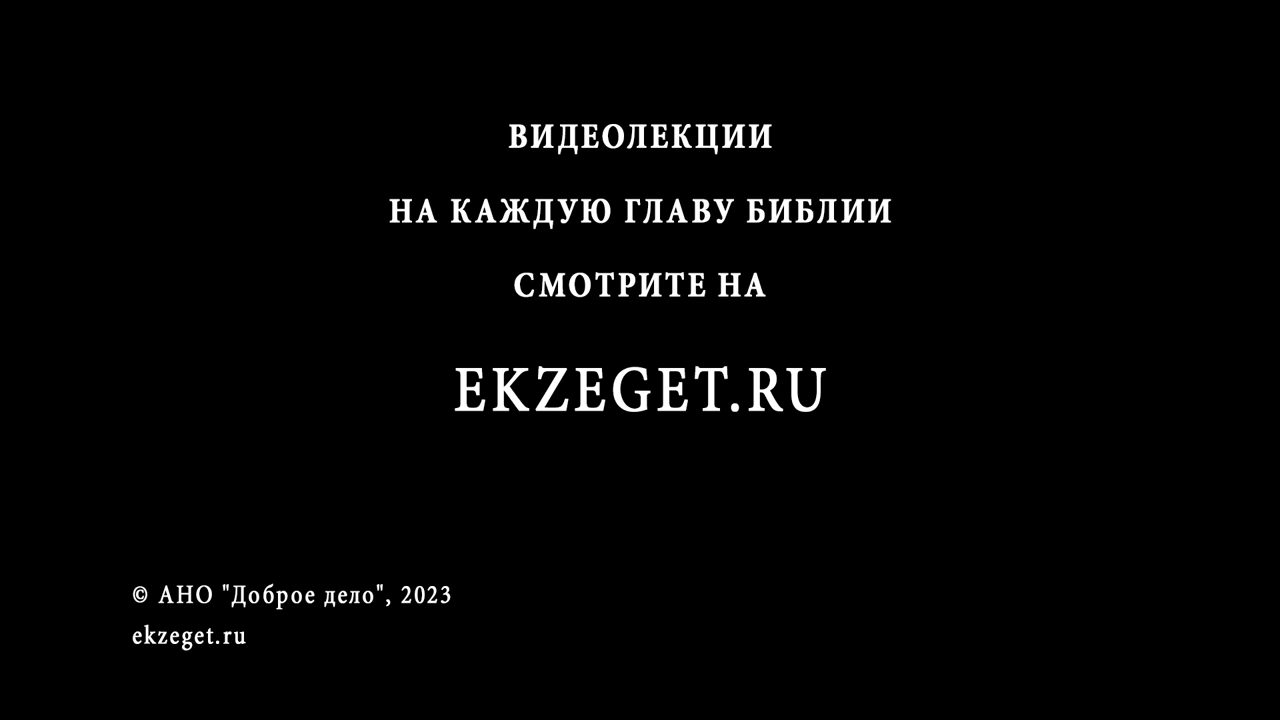 ВИДЕОЛЕКЦИИ
НА КАЖДУЮ ГЛАВУ БИБЛИИ
СМОТРИТЕ НА
EKZEGET.RU
© АНО "Доброе дело", 2023
ekzeget.ru